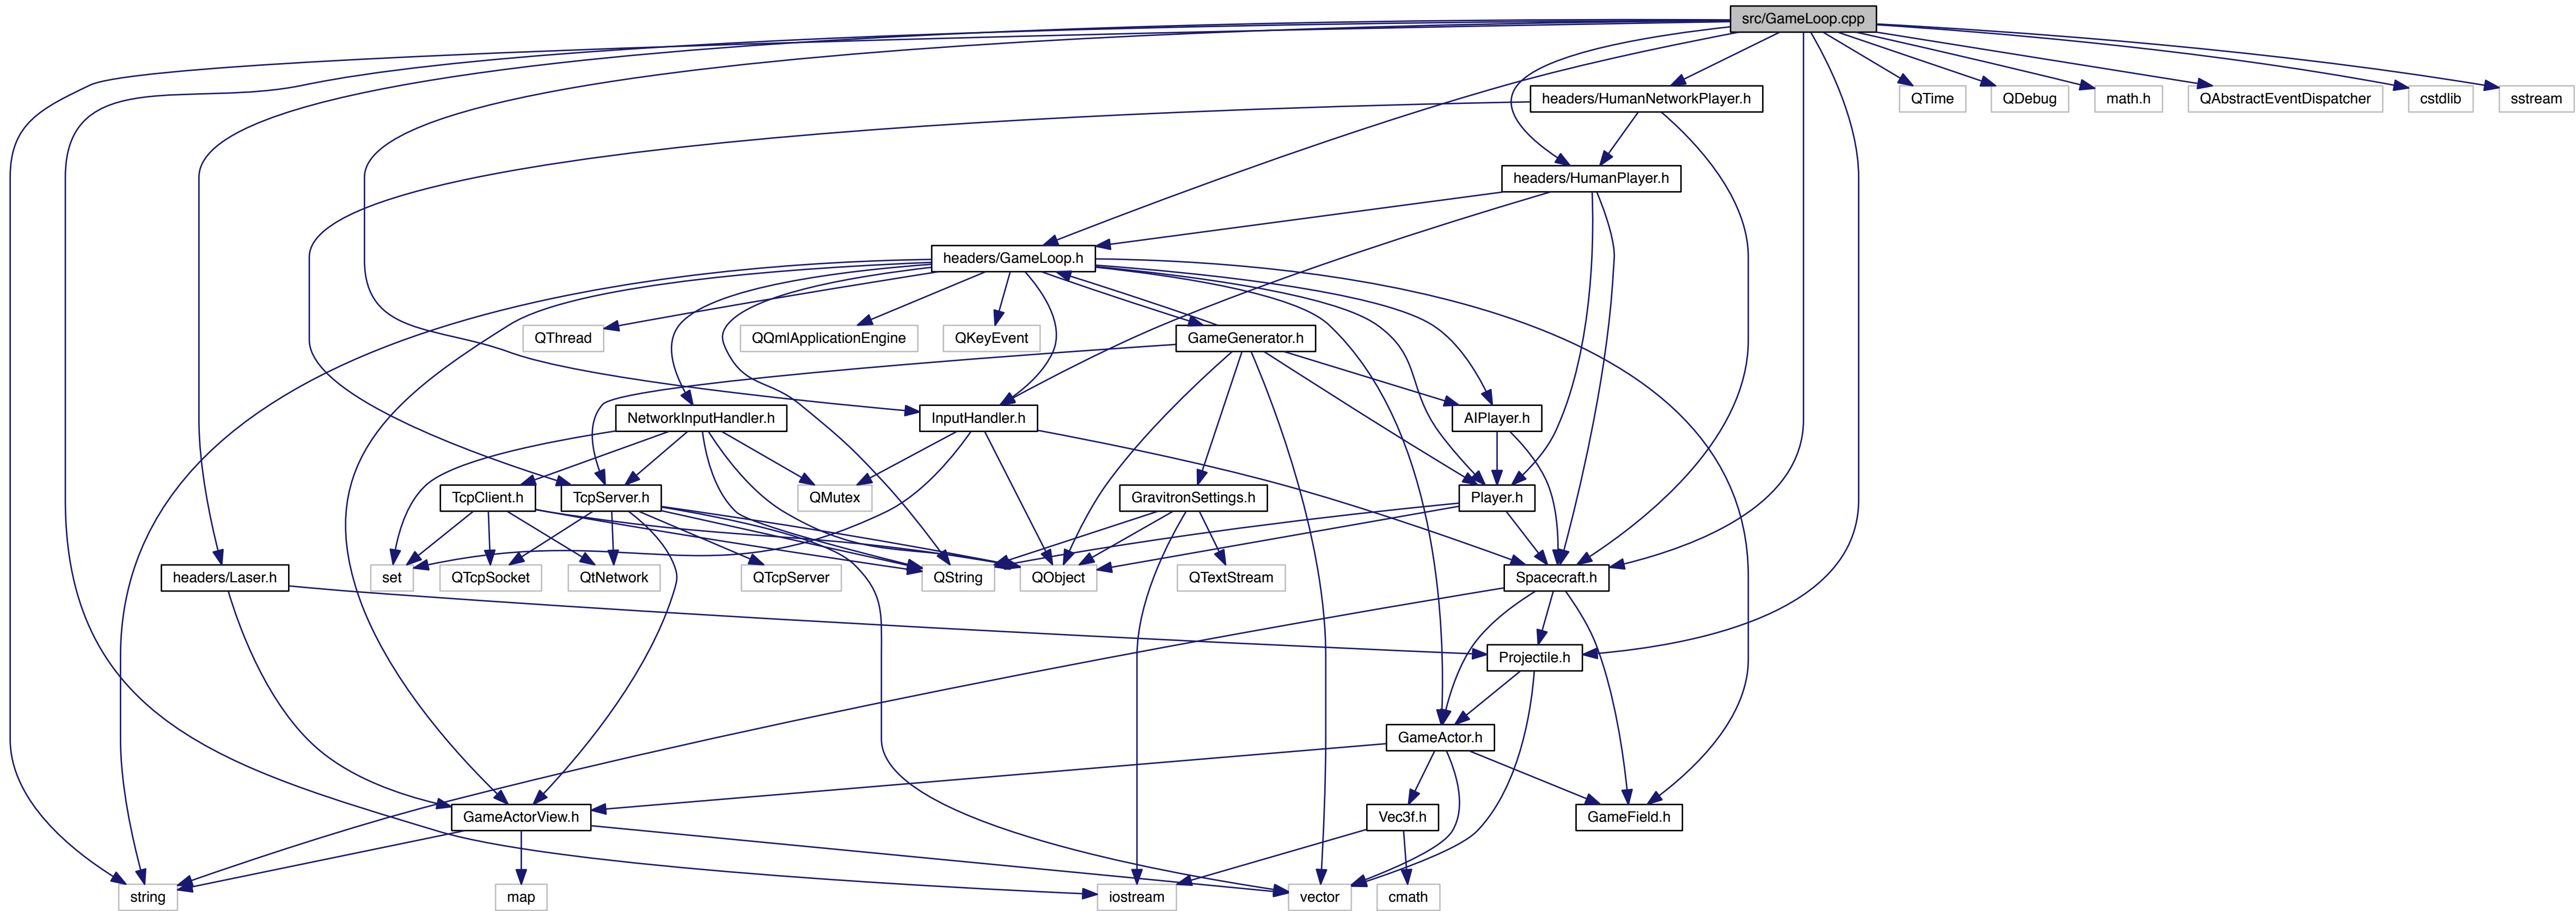 src/GameLoop.cpp
headers/HumanNetworkPlayer.h
QTime
QDebug
math.h
QAbstractEventDispatcher
cstdlib
sstream
headers/HumanPlayer.h
headers/GameLoop.h
QThread
QQmlApplicationEngine
QKeyEvent
GameGenerator.h
NetworkInputHandler.h
InputHandler.h
AIPlayer.h
TcpClient.h
TcpServer.h
QMutex
GravitronSettings.h
Player.h
headers/Laser.h
set
QTcpSocket
QtNetwork
QTcpServer
QString
QObject
QTextStream
Spacecraft.h
Projectile.h
GameActor.h
GameActorView.h
Vec3f.h
GameField.h
string
map
iostream
vector
cmath